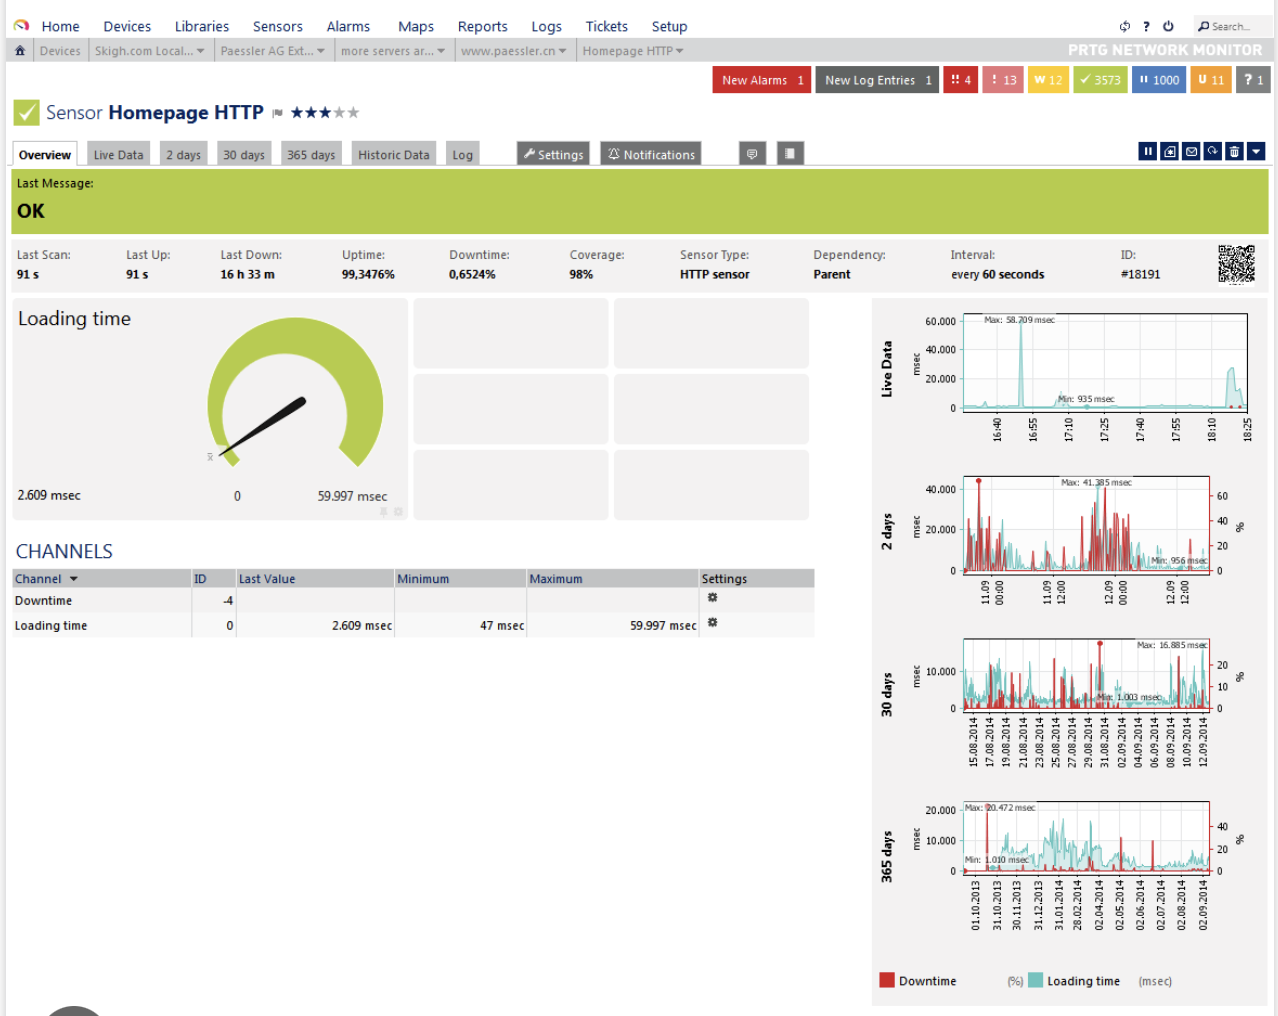 Home Devices Libraries Sensors Alarms Maps Reports Logs Tickets Setup ? Search...
Devices Skigh.com Local... Paessler AG Ext... more servers ar... www.paessler.cn Homepage HTTP PRTG NETWORK MONITOR
New Alarms 1 New Log Entries 1 !! 4 ! 13 W 12 3573 1000 U 11 ? 1
Sensor Homepage HTTP
Overview Live Data 2 days 30 days 365 days Historic Data Log Settings Notifications
Last Message:
OK
Last Scan: Last Up: Last Down: Uptime: Downtime: Coverage: Sensor Type: Dependency: Interval: ID:
91 s 91 s 16 h 33 m 99,3476% 0,6524% 98% HTTP sensor Parent every 60 seconds #18191
Loading time
2.609 msec 0 59.997 msec
CHANNELS
Channel ID Last Value Minimum Maximum Settings
Downtime -4
Loading time 0 2.609 msec 47 msec 59.997 msec
Live Data
msec
60.000
40.000
20.000
0
Max: 58.709 msec
Min: 935 msec
16:40 16:55 17:10 17:25 17:40 17:55 18:10 18:25
2 days
msec
40.000
20.000
0
Max: 41.385 msec
Min: 956 msec
60
40
20
0
%
11.09 00:00 11.09 12:00 12.09 00:00 12.09 12:00
30 days
msec
10.000
0
Max: 16.885 msec
Min: 1.003 msec
20
10
0
%
15.08.2014 17.08.2014 19.08.2014 21.08.2014 23.08.2014 25.08.2014 27.08.2014 29.08.2014 31.08.2014 02.09.2014 04.09.2014 06.09.2014 08.09.2014 10.09.2014 12.09.2014
365 days
msec
20.000
10.000
0
Max: 20.472 msec
Min: 1.010 msec
40
20
0
%
01.10.2013 31.10.2013 30.11.2013 31.12.2013 31.01.2014 28.02.2014 02.04.2014 02.05.2014 02.06.2014 02.07.2014 02.08.2014 02.09.2014
Downtime (%) Loading time (msec)